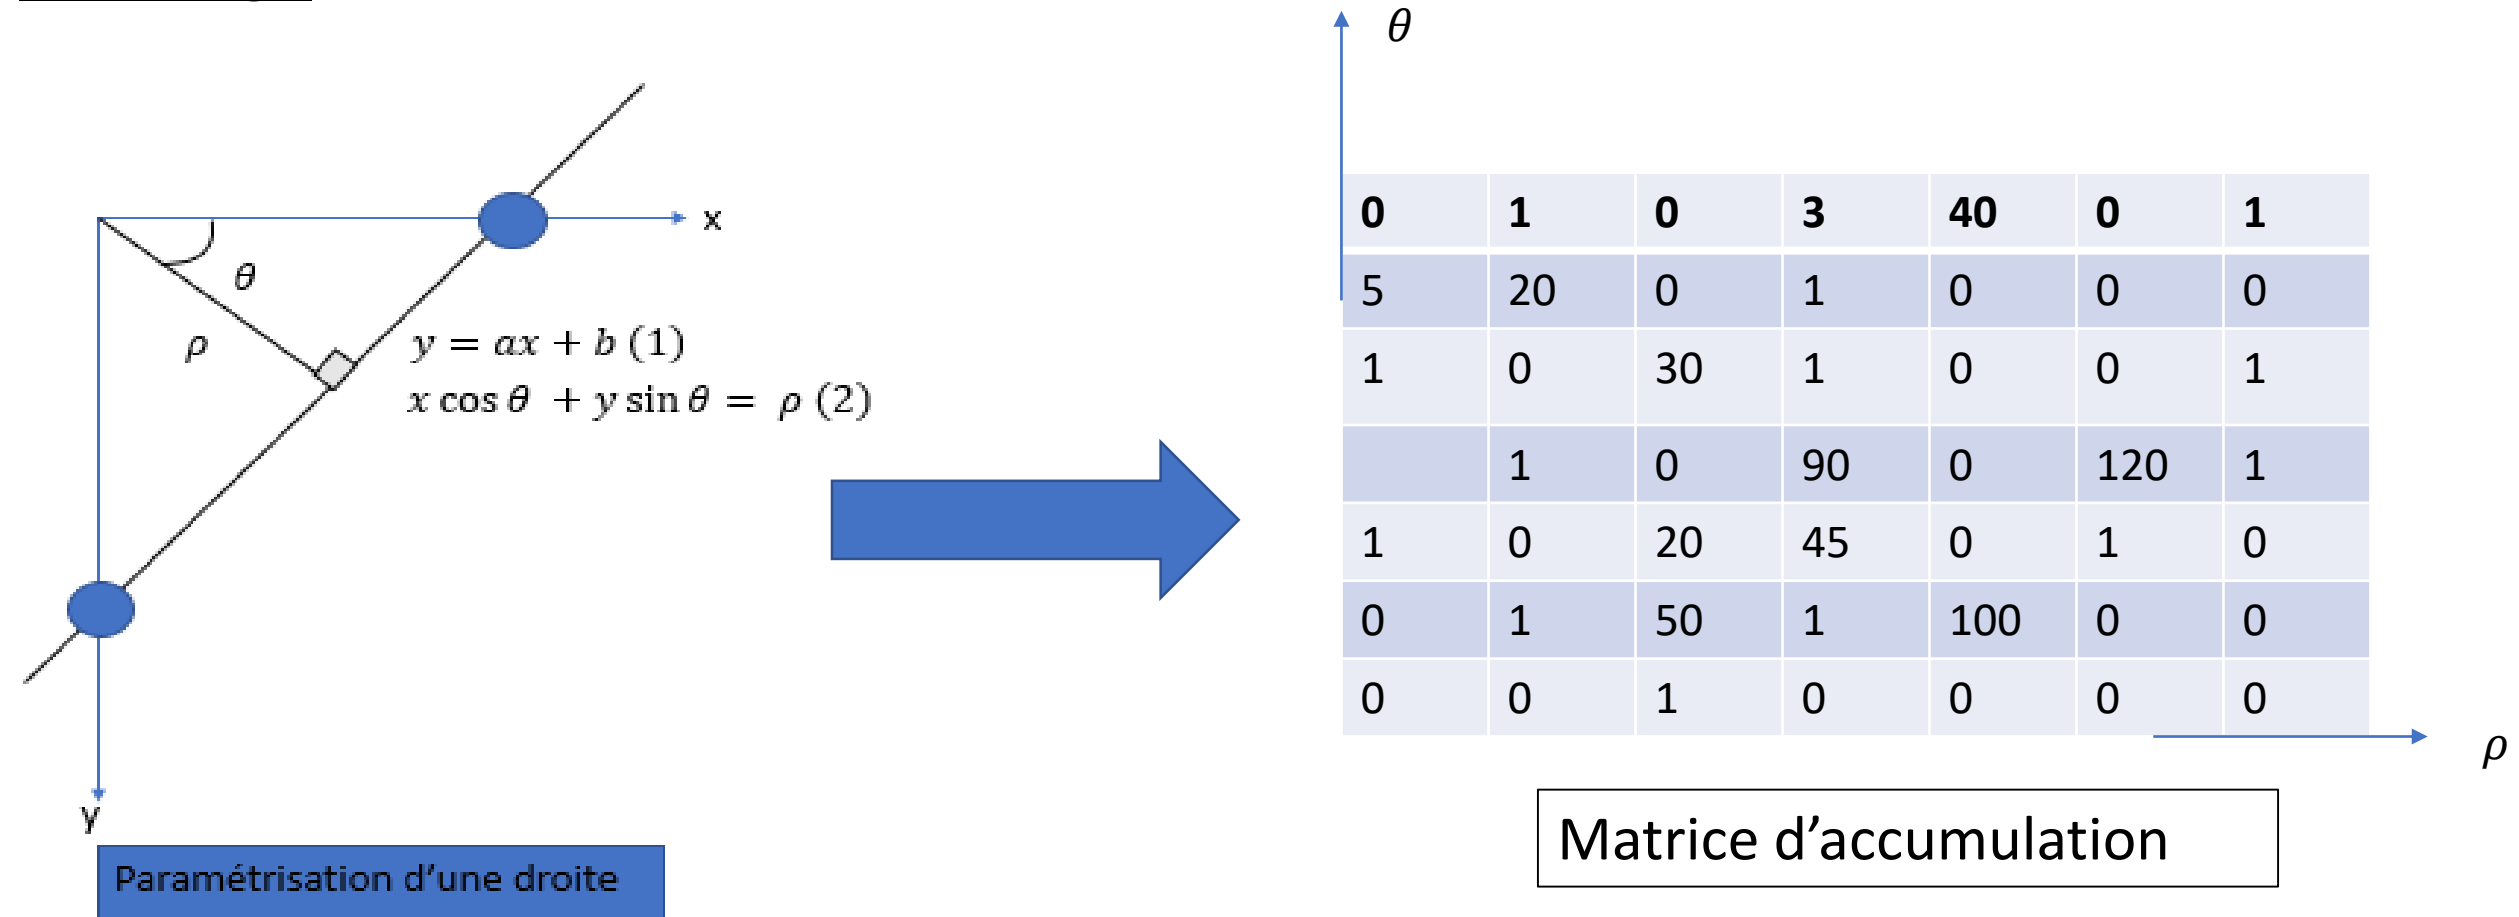 θ
x
θ
ρ
y = ax + b (1)
x cos θ + y sin θ = ρ (2)
y
Paramétrisation d’une droite
0 1 0 3 40 0 1
5 20 0 1 0 0 0
1 0 30 1 0 0 1
1 0 90 0 120 1
1 0 20 45 0 1 0
0 1 50 1 100 0 0
0 0 1 0 0 0 0
ρ
Matrice d’accumulation